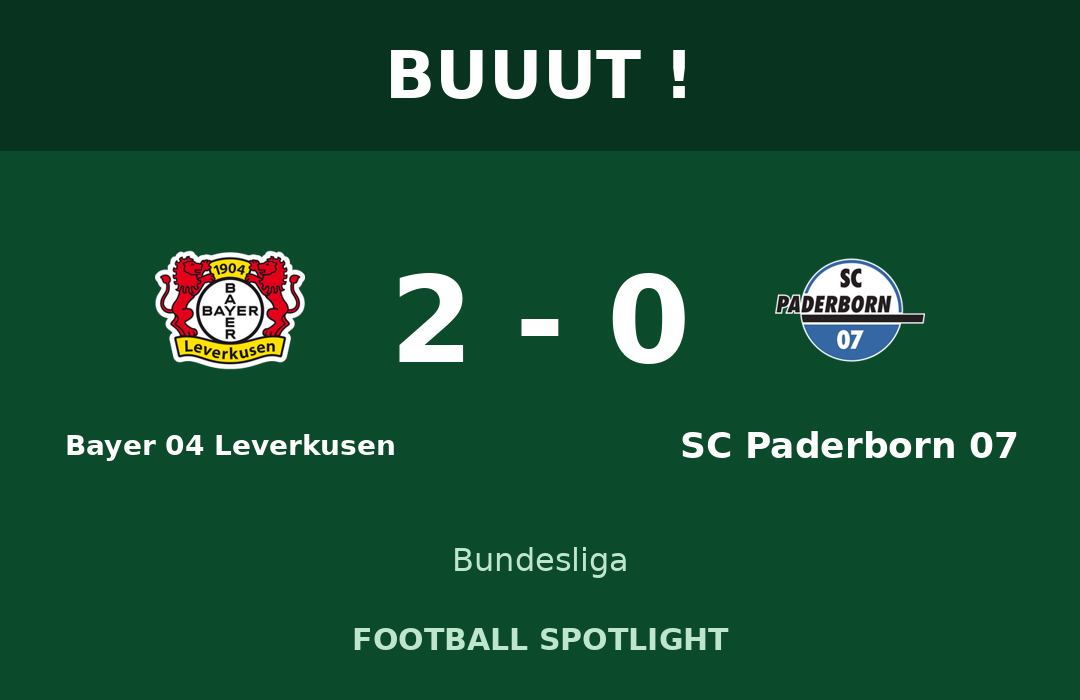 BUUUT !
1904
BAYER
BAYER
Leverkusen
2 - 0
SC
PADERBORN
07
Bayer 04 Leverkusen
SC Paderborn 07
Bundesliga
FOOTBALL SPOTLIGHT